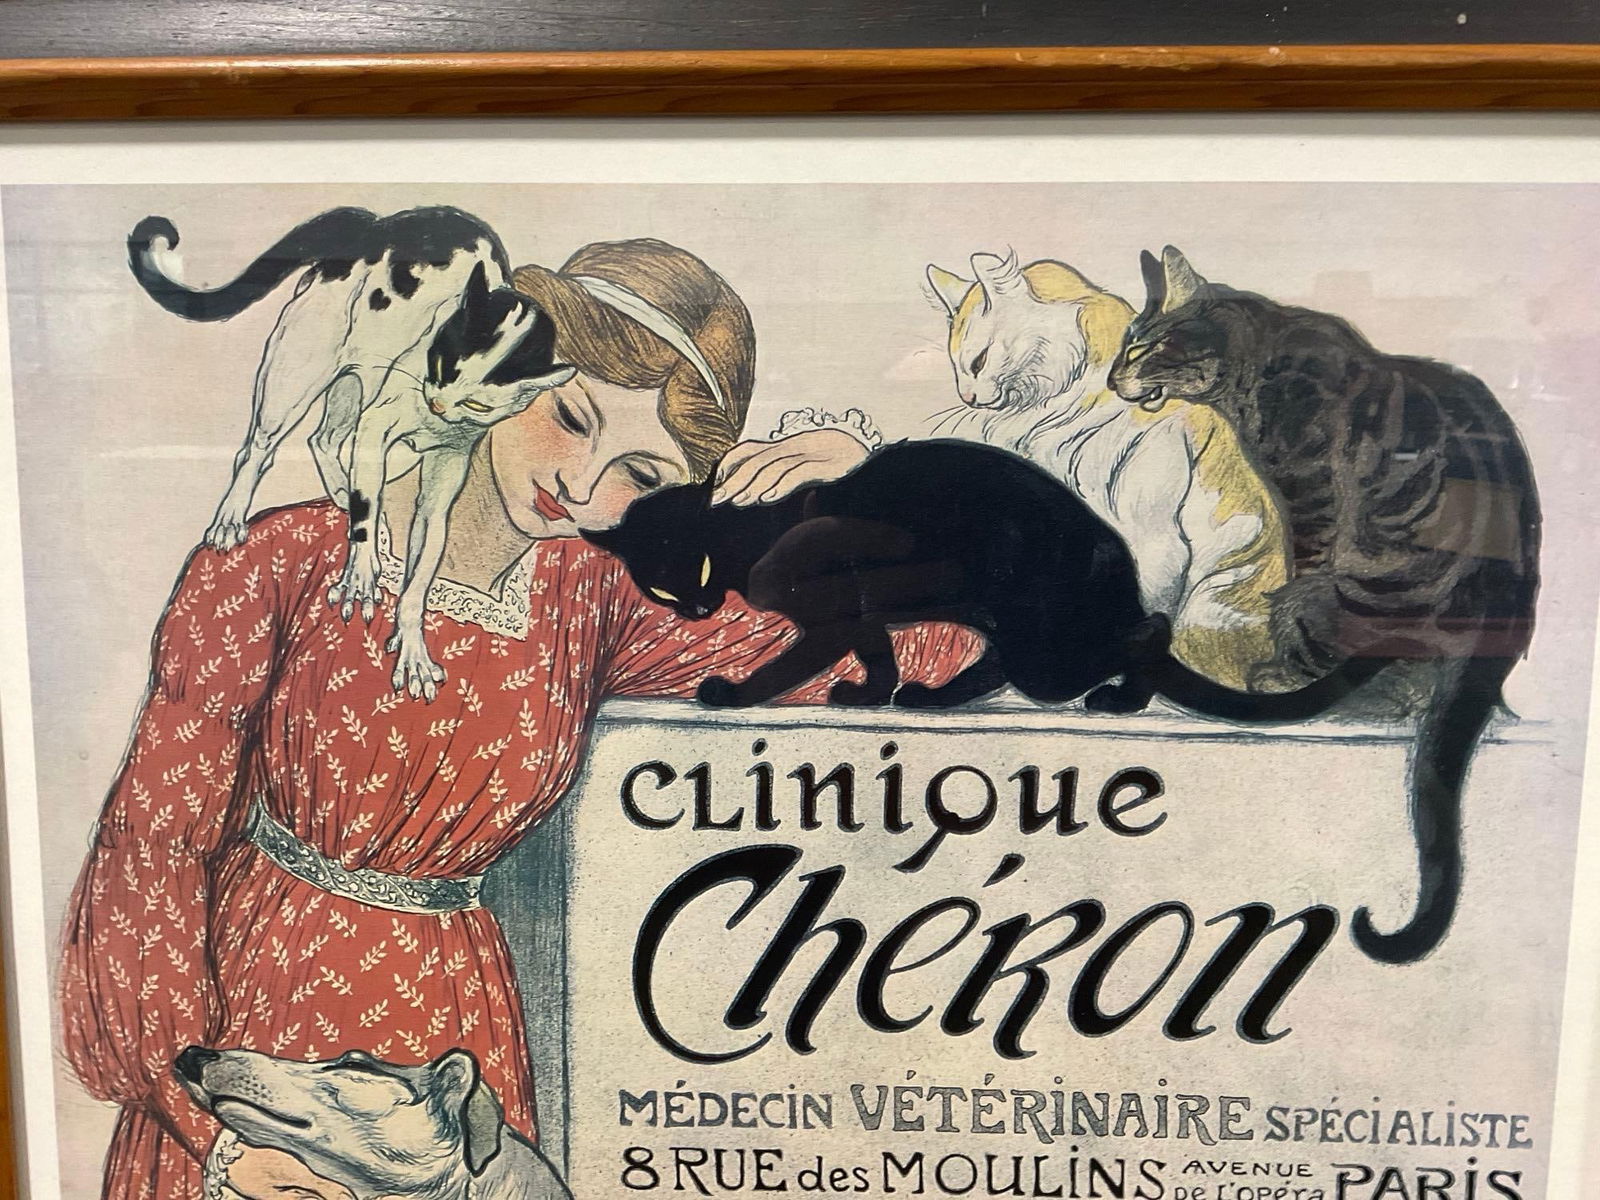 CLiniQue
Chéron
MÉDECiN VÉTÉRiNAiRE SPÉCiALiSTE
8 RUE des MOULiNS AVENUE De L'OPéra PARiS